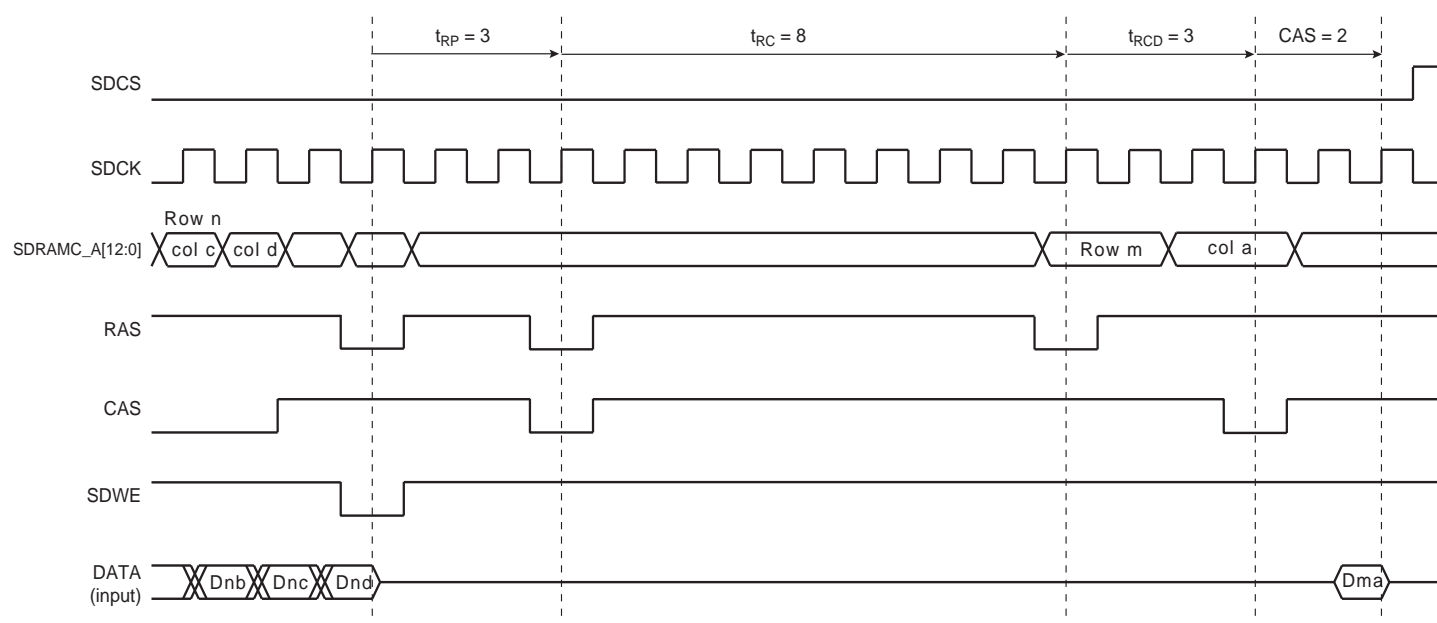 tRP = 3 tRC = 8 tRCD = 3 CAS = 2
SDCS
SDCK
Row n
SDRAMC_A[12:0] col c col d Row m col a
RAS
CAS
SDWE
DATA
(input) Dnb Dnc Dnd Dma